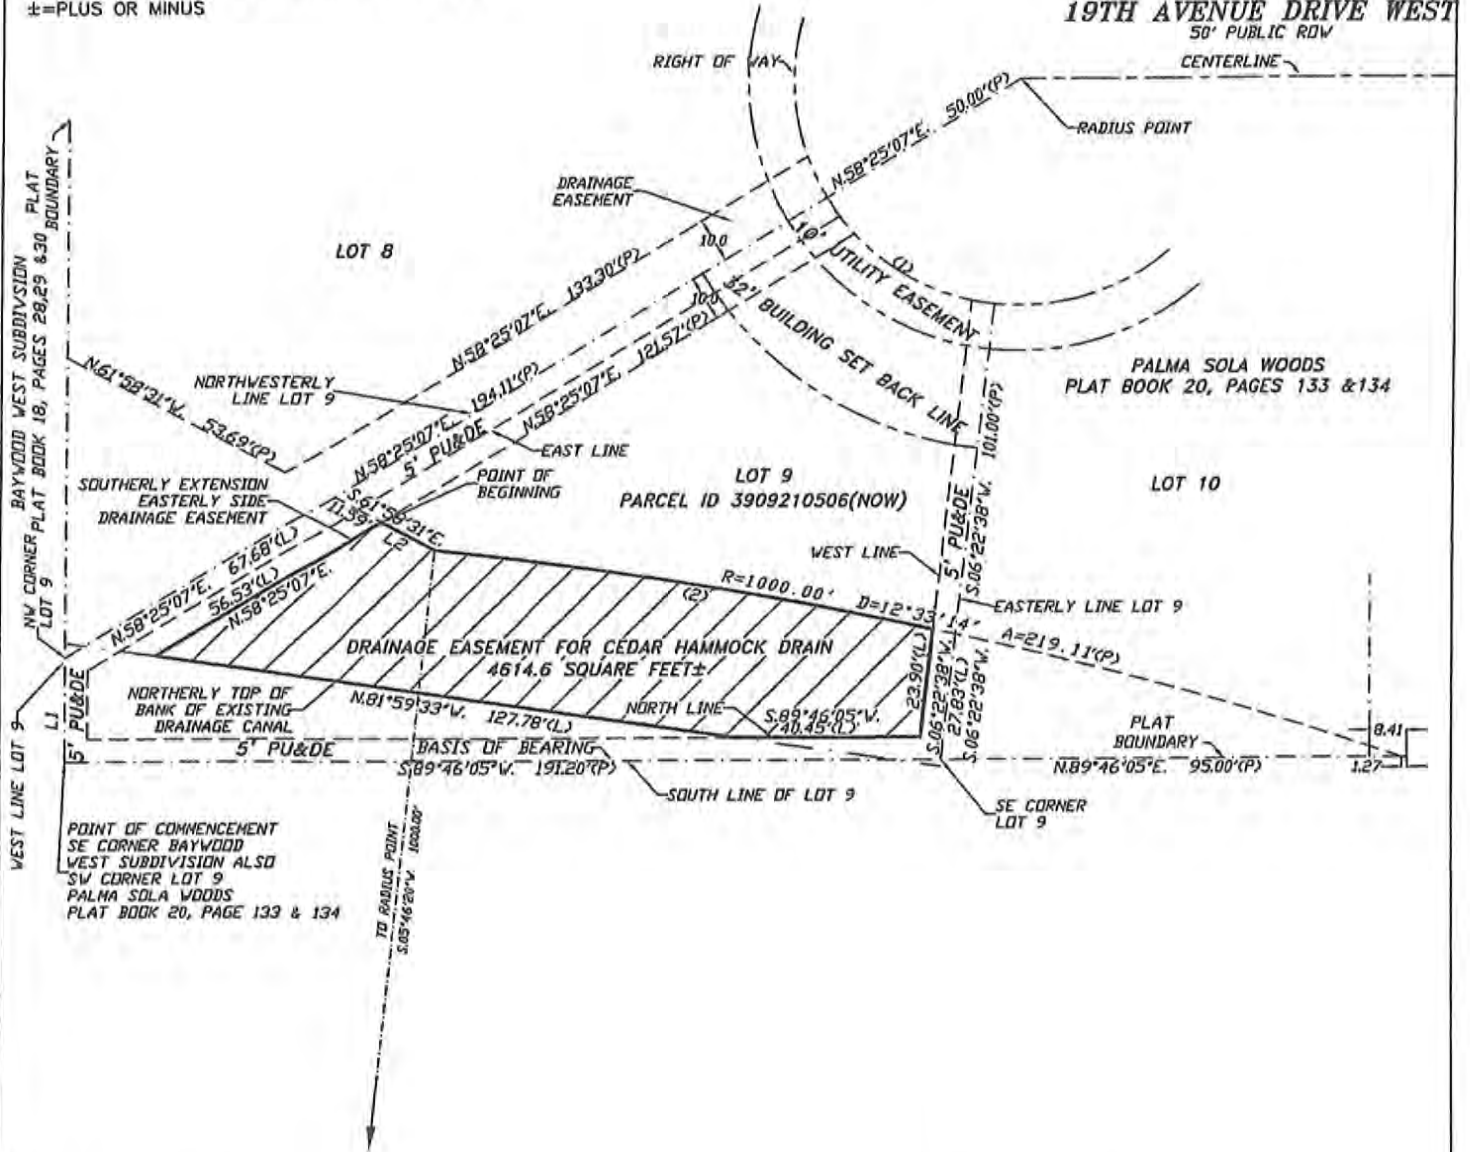 ±=PLUS OR MINUS
19TH AVENUE DRIVE WEST
50' PUBLIC ROW
CENTERLINE
RIGHT OF WAY
N.58°25'07"E. 50.00'(P)
RADIUS POINT
DRAINAGE
EASEMENT
LOT 8
10.0
10'
UTILITY EASEMENT
(1)
BAYWOOD WEST SUBDIVISION
PLAT BOOK 18, PAGES 28,29 &30
PLAT
BOUNDARY
N.58°25'07"E. 133.30'(P)
10.0
BUILDING SET BACK LINE
N.61°58'31"W. 53.69'(P)
NORTHWESTERLY
LINE LOT 9
N.58°25'07"E. 194.11'(P)
5' PU&DE
N.58°25'07"E. 121.57'(P)
EAST LINE
PALMA SOLA WOODS
PLAT BOOK 20, PAGES 133 &134
101.00'(P)
S.06°22'38"W.
5' PU&DE
LOT 9
PARCEL ID 3909210506(NOW)
LOT 10
SOUTHERLY EXTENSION
EASTERLY SIDE
DRAINAGE EASEMENT
POINT OF
BEGINNING
S.61°58'31"E.
11.59'
L2
WEST LINE
NW CORNER
LOT 9
N.58°25'07"E. 67.68'(L)
56.53'(L)
N.58°25'07"E.
R=1000.00' D=12°33'14"
(2)
A=219.11'(P)
EASTERLY LINE LOT 9
DRAINAGE EASEMENT FOR CEDAR HAMMOCK DRAIN
4614.6 SQUARE FEET±
23.90'(L)
S.06°22'38"W.
27.83'(L)
S.06°22'38"W.
WEST LINE LOT 9
L1
5' PU&DE
NORTHERLY TOP OF
BANK OF EXISTING
DRAINAGE CANAL
N.81°59'33"W. 127.78'(L)
NORTH LINE
S.89°46'05"W.
40.45'(L)
PLAT
BOUNDARY
8.41
5' PU&DE
BASIS OF BEARING
S.89°46'05"W. 191.20'(P)
N.89°46'05"E. 95.00'(P)
1.27
SOUTH LINE OF LOT 9
SE CORNER
LOT 9
POINT OF COMMENCEMENT
SE CORNER BAYWOOD
WEST SUBDIVISION ALSO
SW CORNER LOT 9
PALMA SOLA WOODS
PLAT BOOK 20, PAGE 133 & 134
TO RADIUS POINT
S.05°46'20"W. 1000.00'